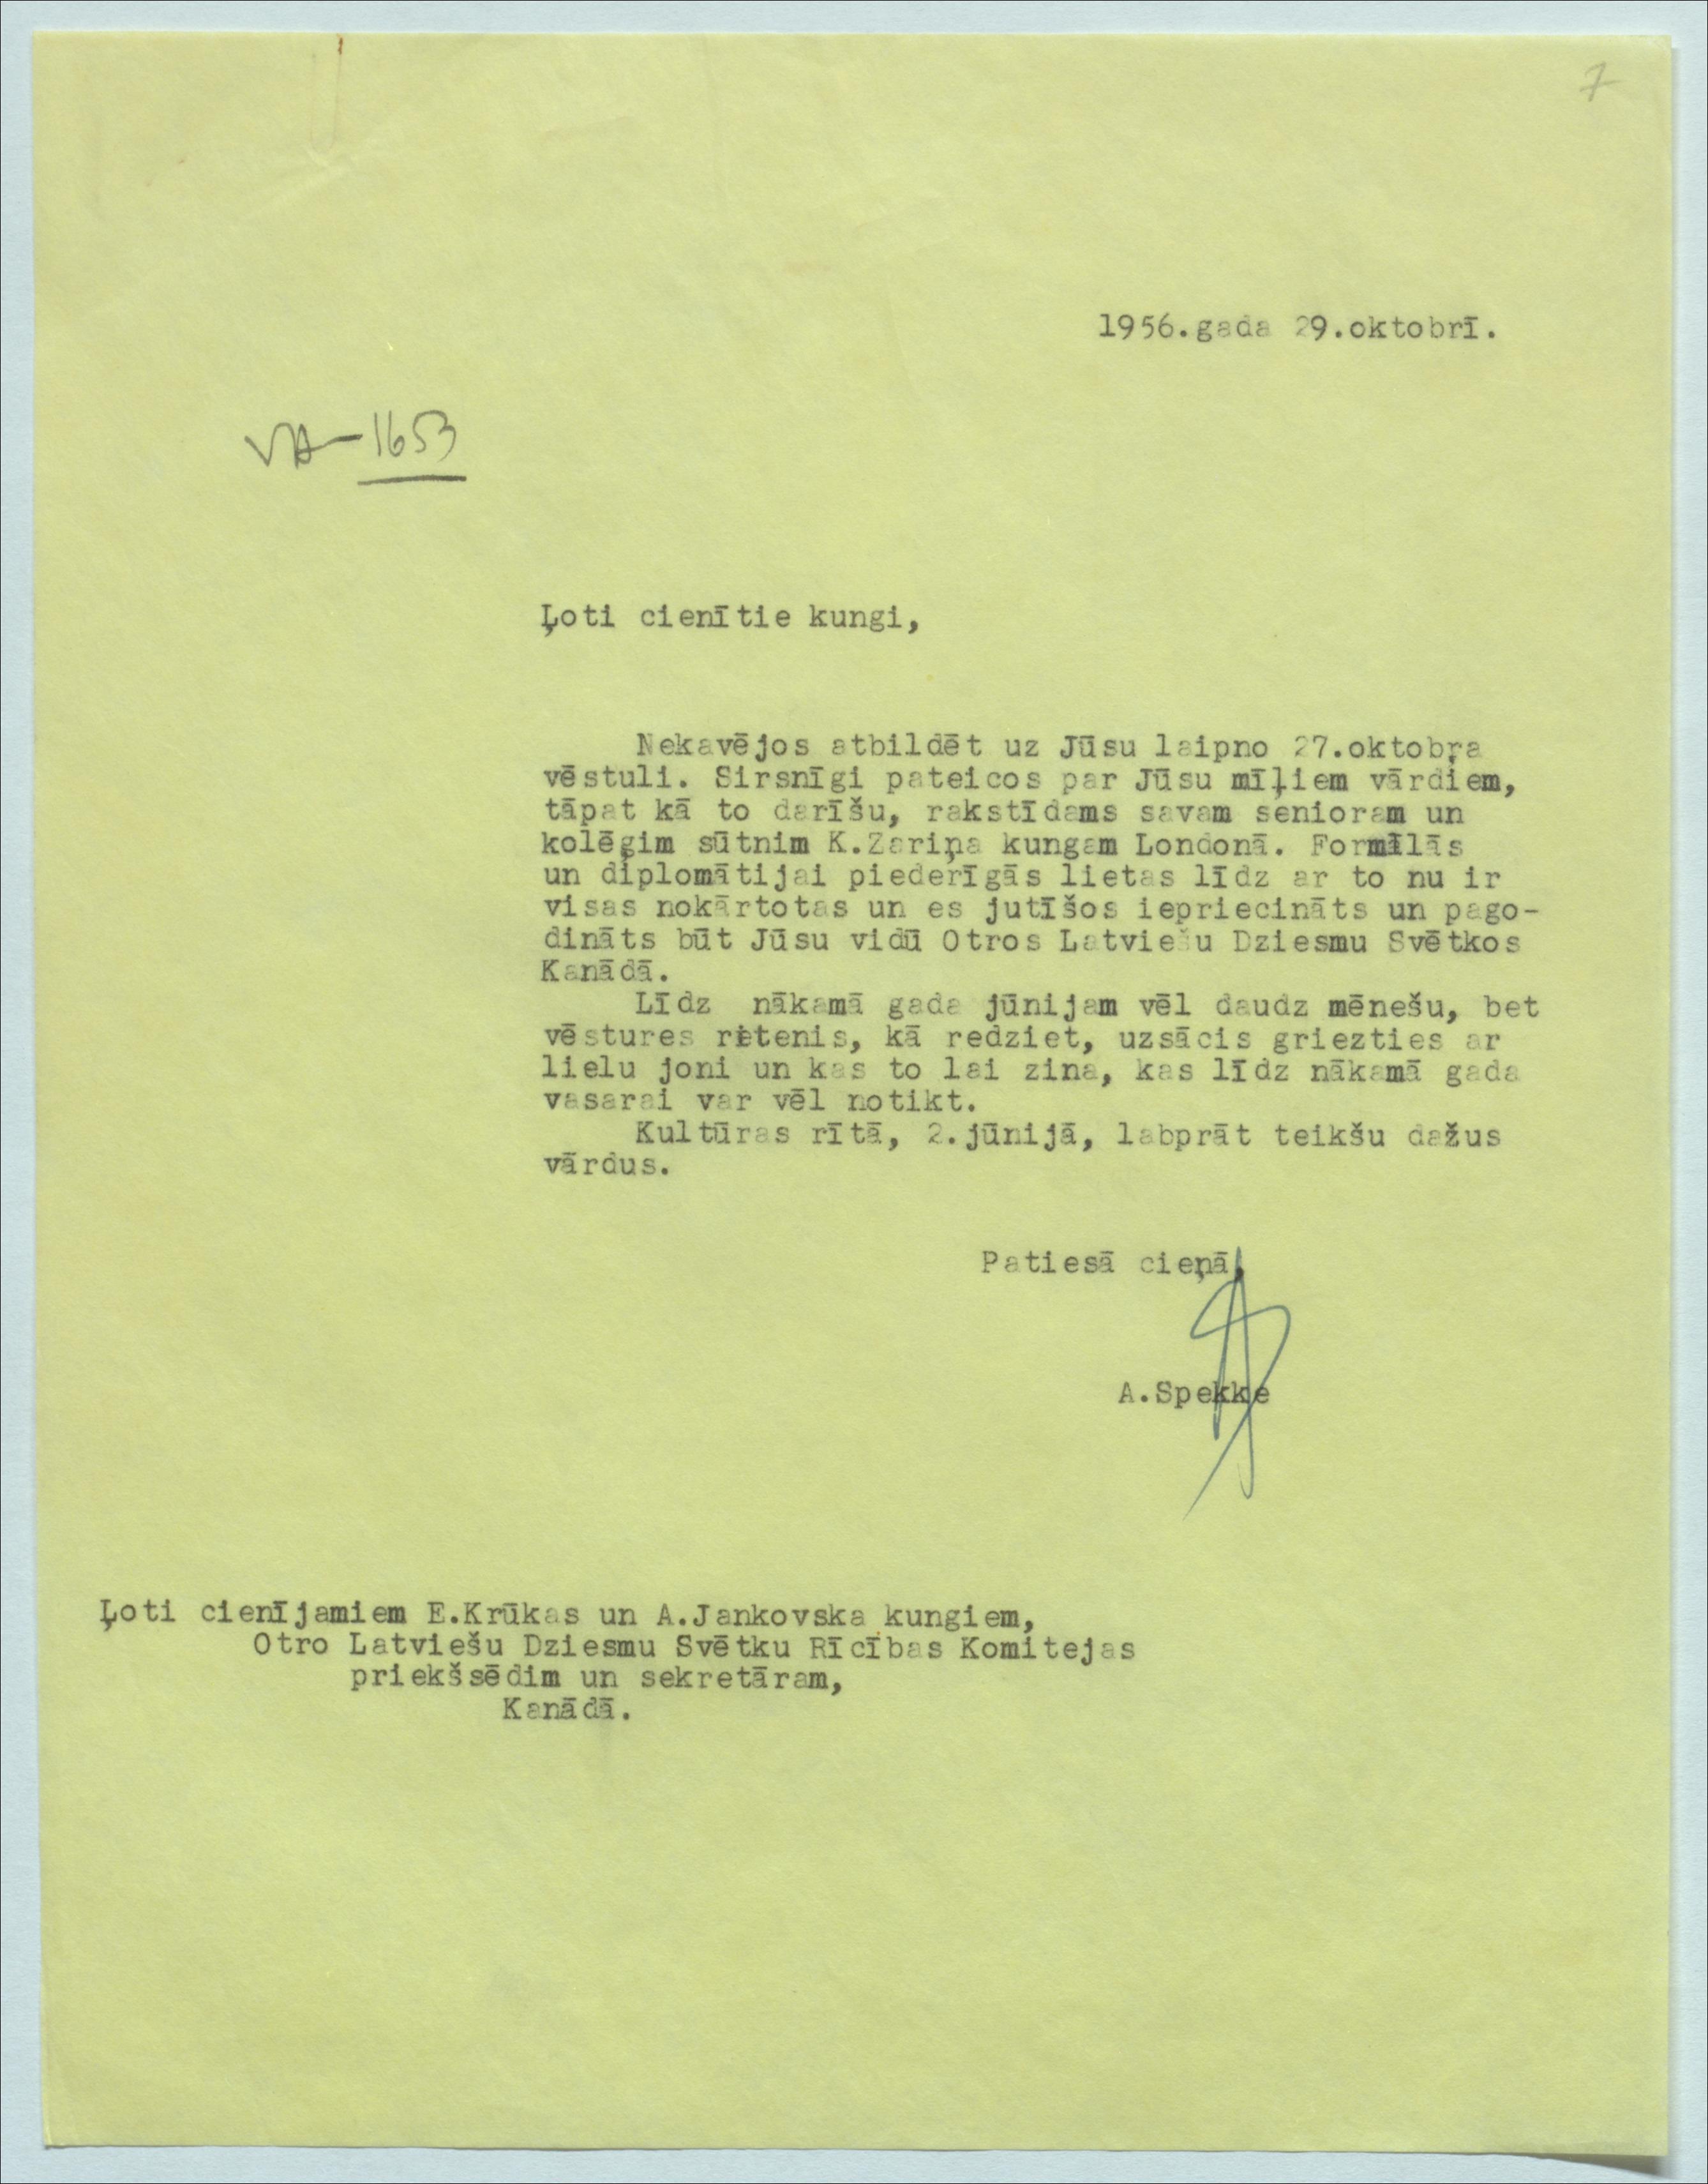 7
1956.gada 29.oktobrī.
VA-1653
Ļoti cienītie kungi,
Nekavējos atbildēt uz Jūsu laipno 27.oktobŗa
vēstuli. Sirsnīgi pateicos par Jūsu mīļiem vārdiem,
tāpat kā to darīšu, rakstīdams savam senioram un
kolēģim sūtnim K.Zariņa kungam Londonā. Formālās
un diplomātijai piederīgās lietas līdz ar to nu ir
visas nokārtotas un es jutīšos iepriecināts un pago-
dināts būt Jūsu vidū Otros Latviešu Dziesmu Svētkos
Kanādā.
Līdz nākamā gada jūnijam vēl daudz mēnešu, bet
vēstures ritenis, kā redziet, uzsācis griezties ar
lielu joni un kas to lai zina, kas līdz nākamā gada
vasarai var vēl notikt.
Kultūras rītā, 2.jūnijā, labprāt teikšu dažus
vārdus.
Patiesā cieņā,
A.Spekke
Ļoti cienījamiem E.Krūkas un A.Jankovska kungiem,
Otro Latviešu Dziesmu Svētku Rīcības Komitejas
priekšsēdim un sekretāram,
Kanādā.